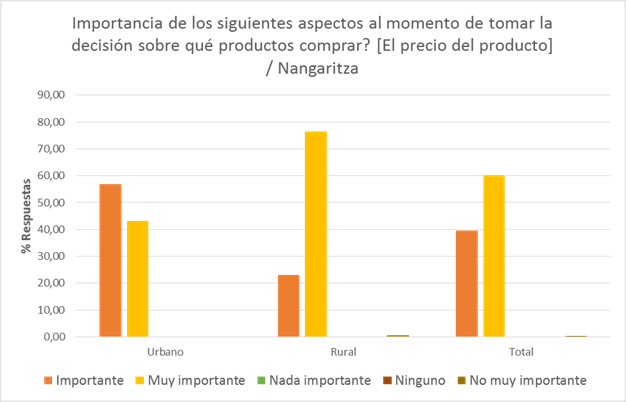 Importancia de los siguientes aspectos al momento de tomar la
decisión sobre qué productos comprar? [El precio del producto]
/ Nangaritza
90,00
80,00
70,00
60,00
50,00
40,00
30,00
20,00
10,00
0,00
% Respuestas
Urbano Rural Total
Importante Muy importante Nada importante Ninguno No muy importante